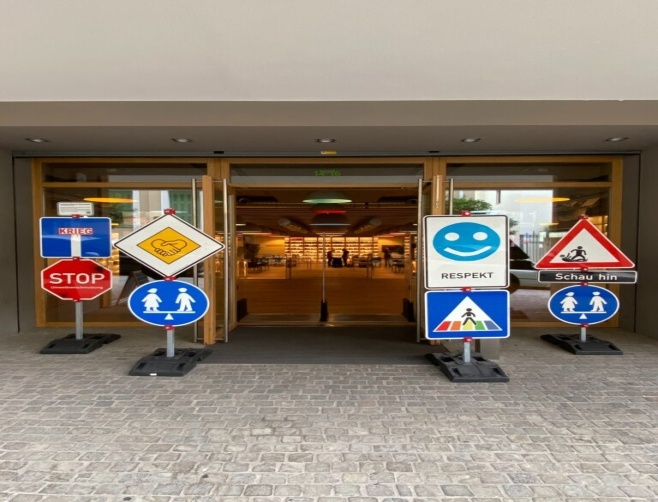 KRIEG
STOP
RESPEKT
Schau hin